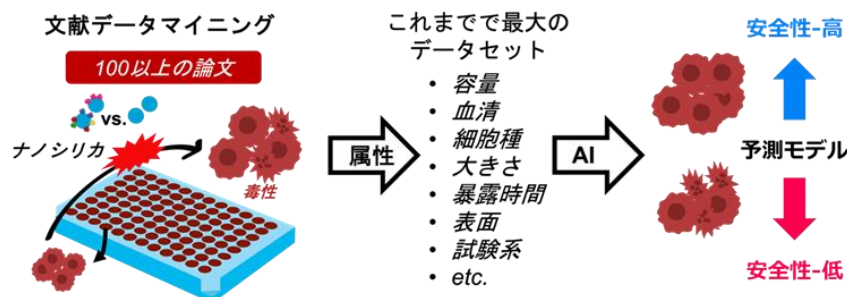 文献データマイニング
100以上の論文
vs.
ナノシリカ
毒性
属性
これまでで最大の
データセット
• 容量
• 血清
• 細胞種
• 大きさ
• 暴露時間
• 表面
• 試験系
• etc.
AI
安全性-高
予測モデル
安全性-低